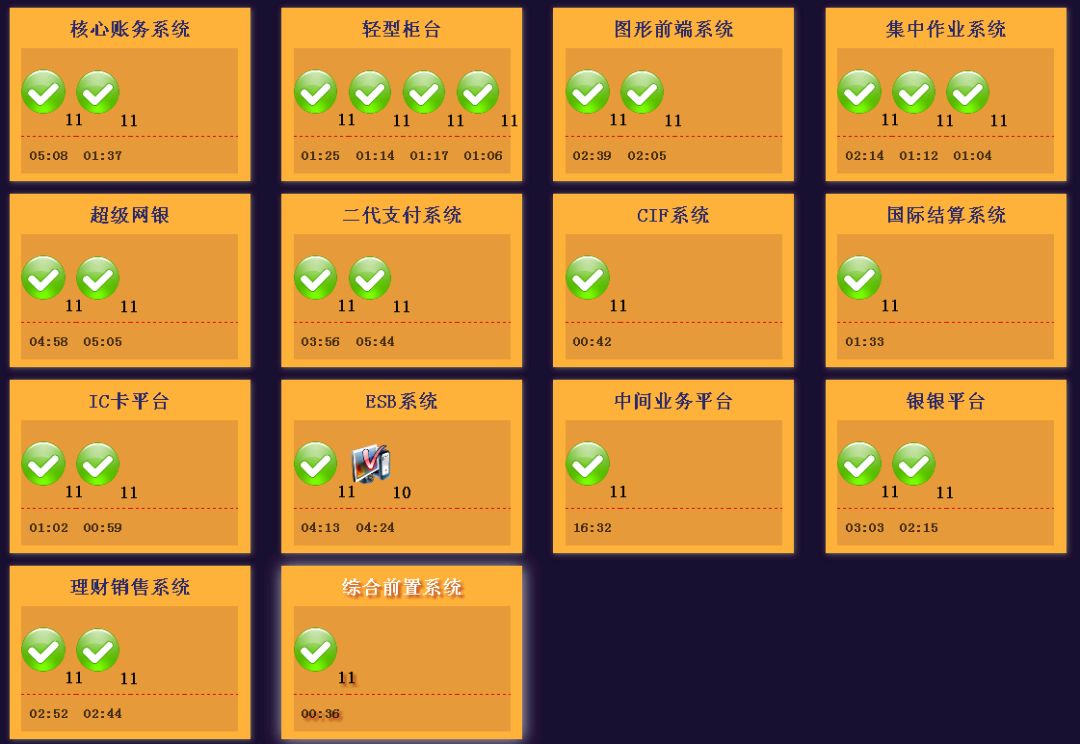 核心账务系统
11 11
05:08 01:37
轻型柜台
11 11 11 11
01:25 01:14 01:17 01:06
图形前端系统
11 11
02:39 02:05
集中作业系统
11 11 11
02:14 01:12 01:04
超级网银
11 11
04:58 05:05
二代支付系统
11 11
03:56 05:44
CIF系统
11
00:42
国际结算系统
11
01:33
IC卡平台
11 11
01:02 00:59
ESB系统
11 10
04:13 04:24
中间业务平台
11
16:32
银银平台
11 11
03:03 02:15
理财销售系统
11 11
02:52 02:44
综合前置系统
11
00:36